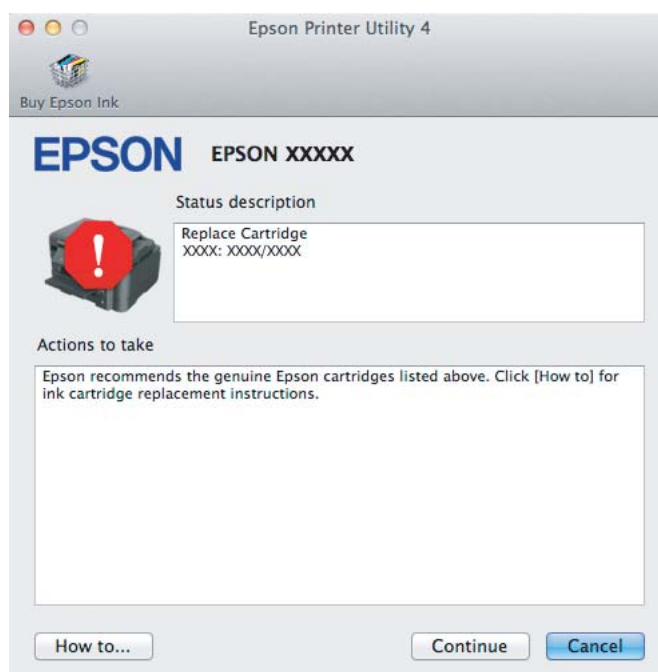 Epson Printer Utility 4
Buy Epson Ink
EPSON EPSON XXXXX
Status description
Replace Cartridge
XXXX: XXXX/XXXX
Actions to take
Epson recommends the genuine Epson cartridges listed above. Click [How to] for
ink cartridge replacement instructions.
How to... Continue Cancel